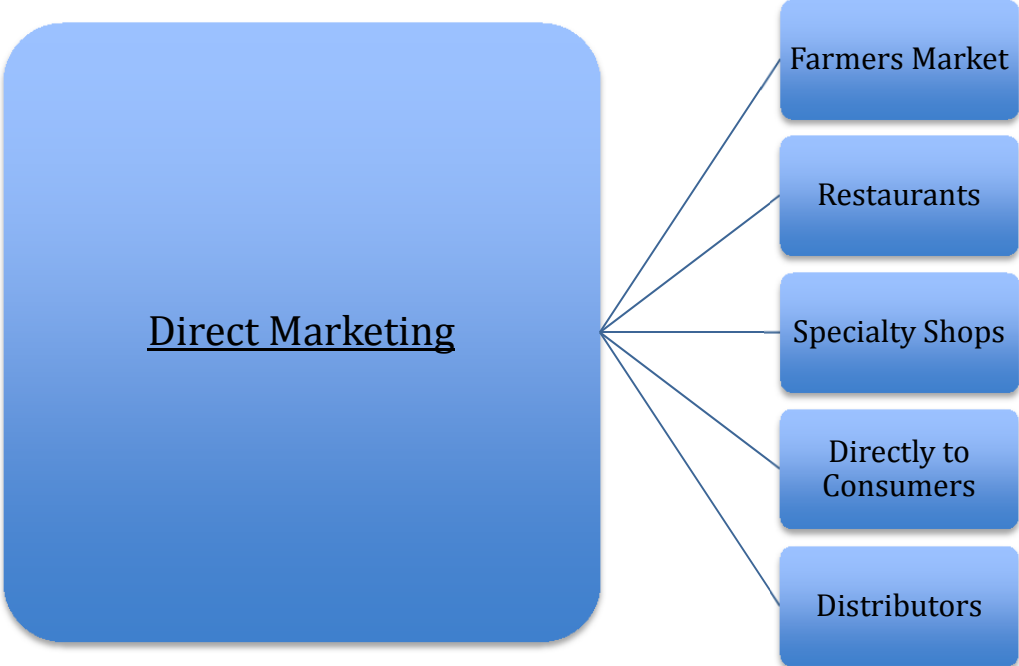 Direct Marketing
Farmers Market
Restaurants
Specialty Shops
Directly to
Consumers
Distributors